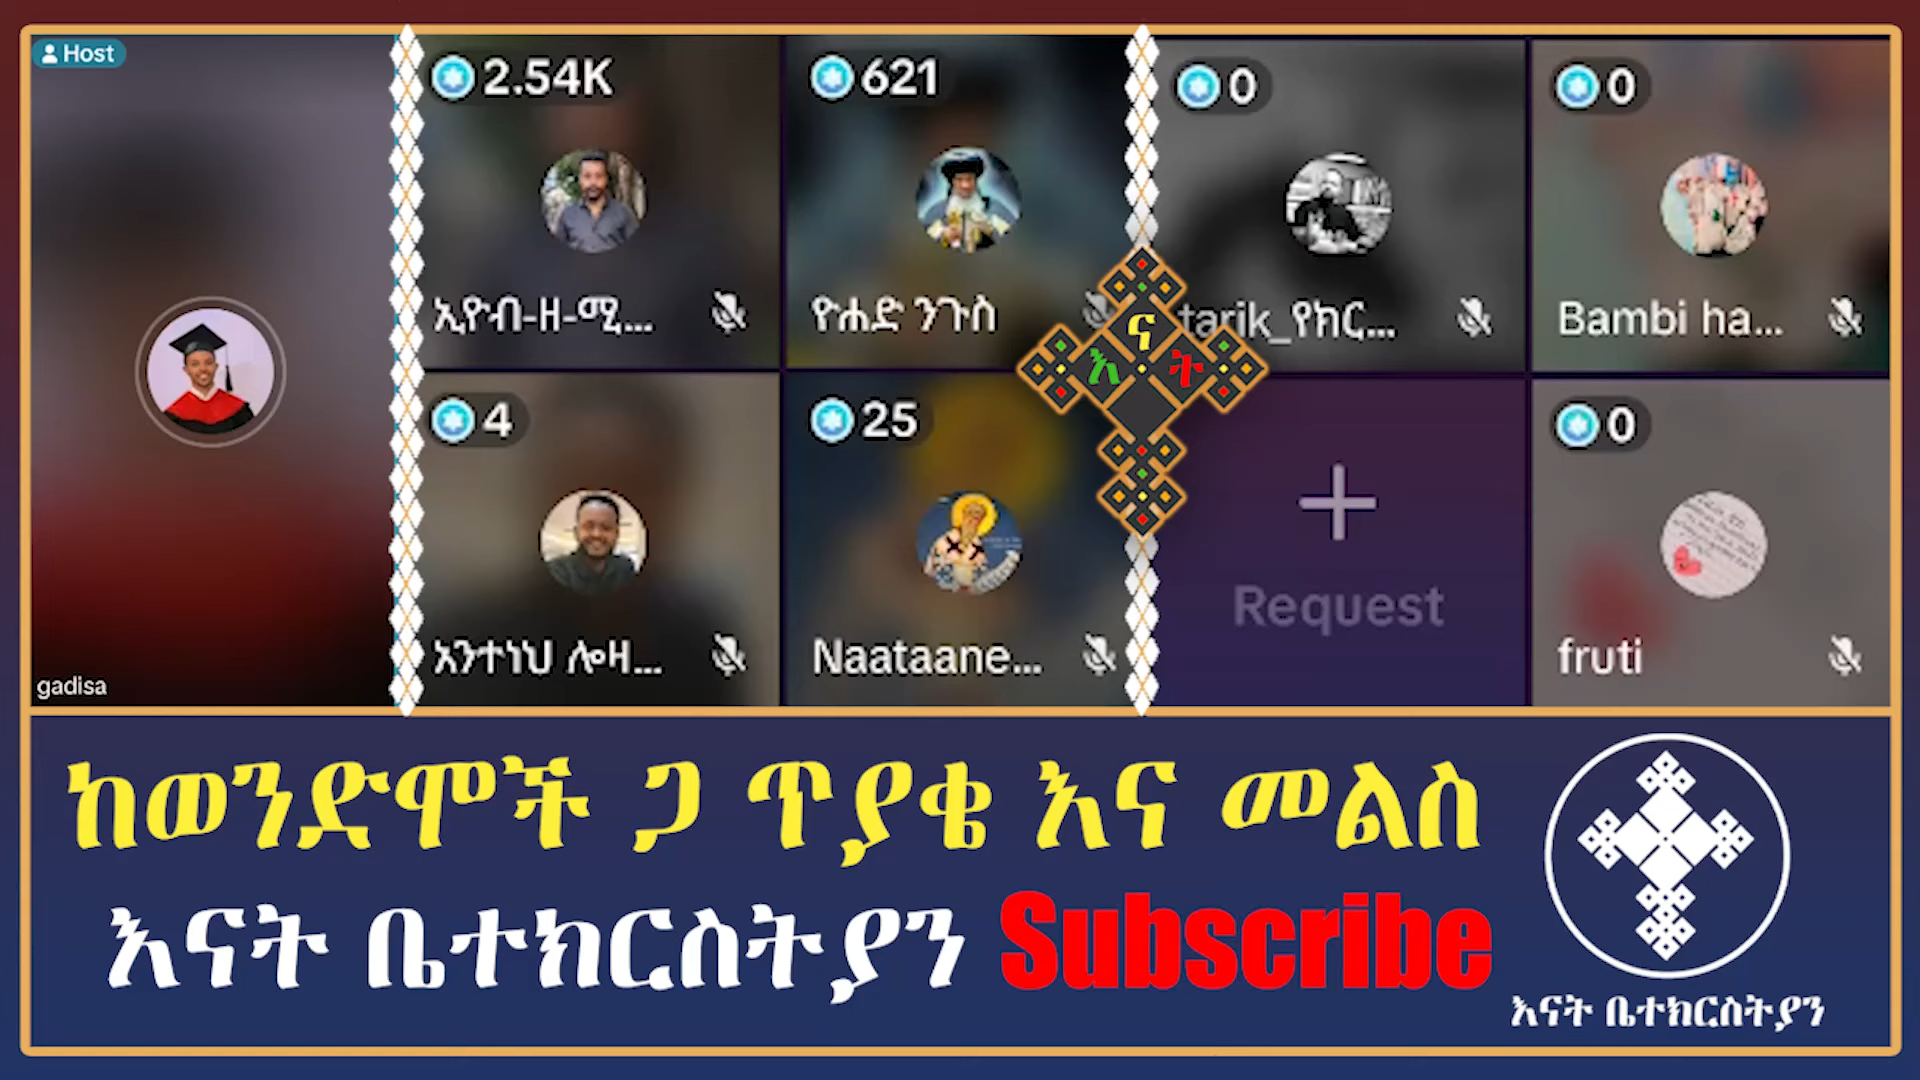 Host
2.54K
621
0
0
ኢዮብ-ዘ-ሚ...
ዮሐድ ንጉስ
tarik_የክር...
Bambi ha...
እ ና ት
4
25
0
Request
gadisa
አንተነህ ሎዛ...
Naataane...
fruti
ከወንድሞች ጋ ጥያቄ እና መልስ
እናት ቤተክርስትያን Subscribe
እናት ቤተክርስትያን